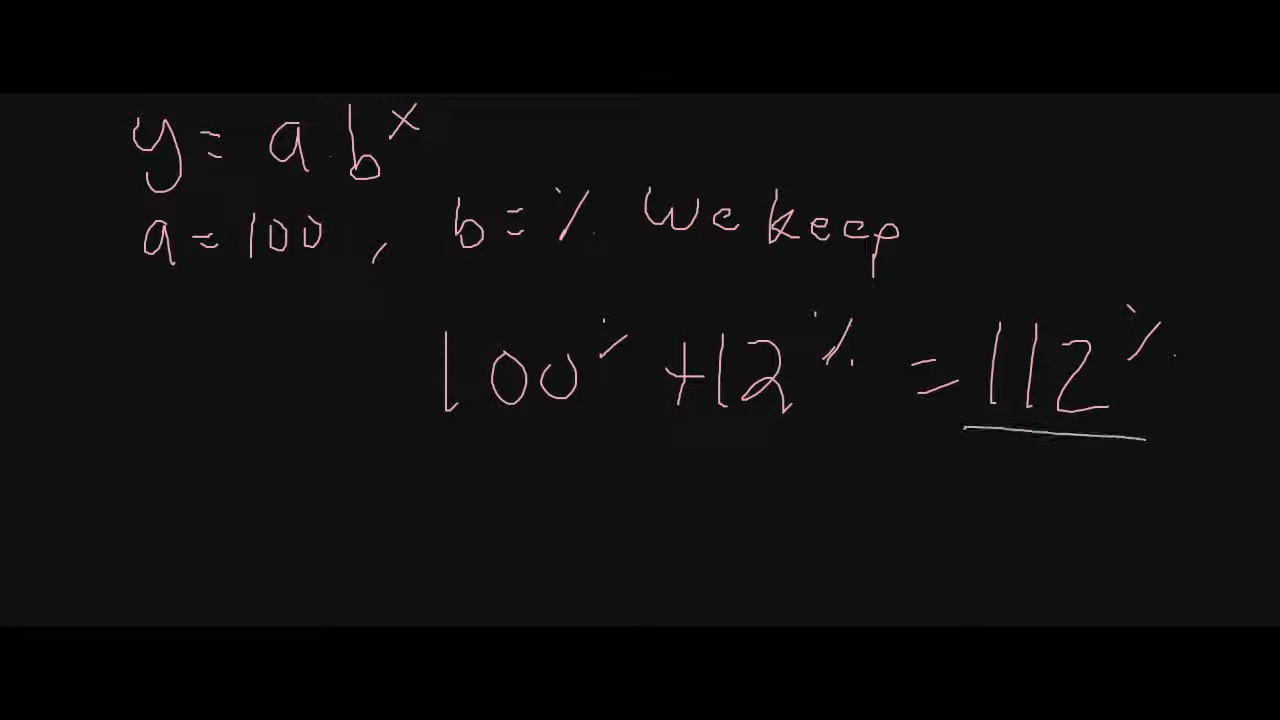 y = a · b^x
a = 100 , b = % we keep
100% + 12% = 112%